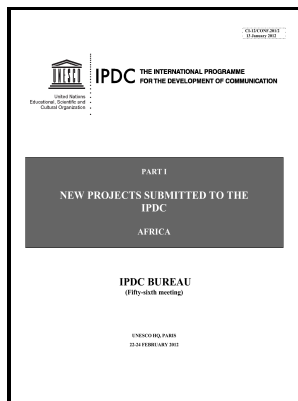 CI-12/CONF.201/2
13 January 2012
UNESCO
United Nations
Educational, Scientific and
Cultural Organization
IPDC THE INTERNATIONAL PROGRAMME
FOR THE DEVELOPMENT OF COMMUNICATION
PART I
NEW PROJECTS SUBMITTED TO THE
IPDC
AFRICA
IPDC BUREAU
(Fifty-sixth meeting)
UNESCO HQ, PARIS
22-24 FEBRUARY 2012